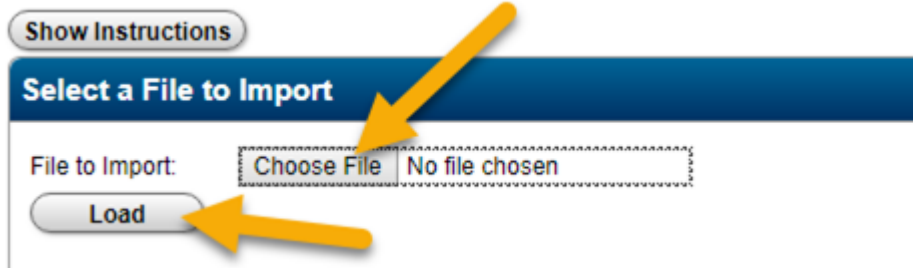 Show Instructions
Select a File to Import
File to Import: Choose File No file chosen
Load